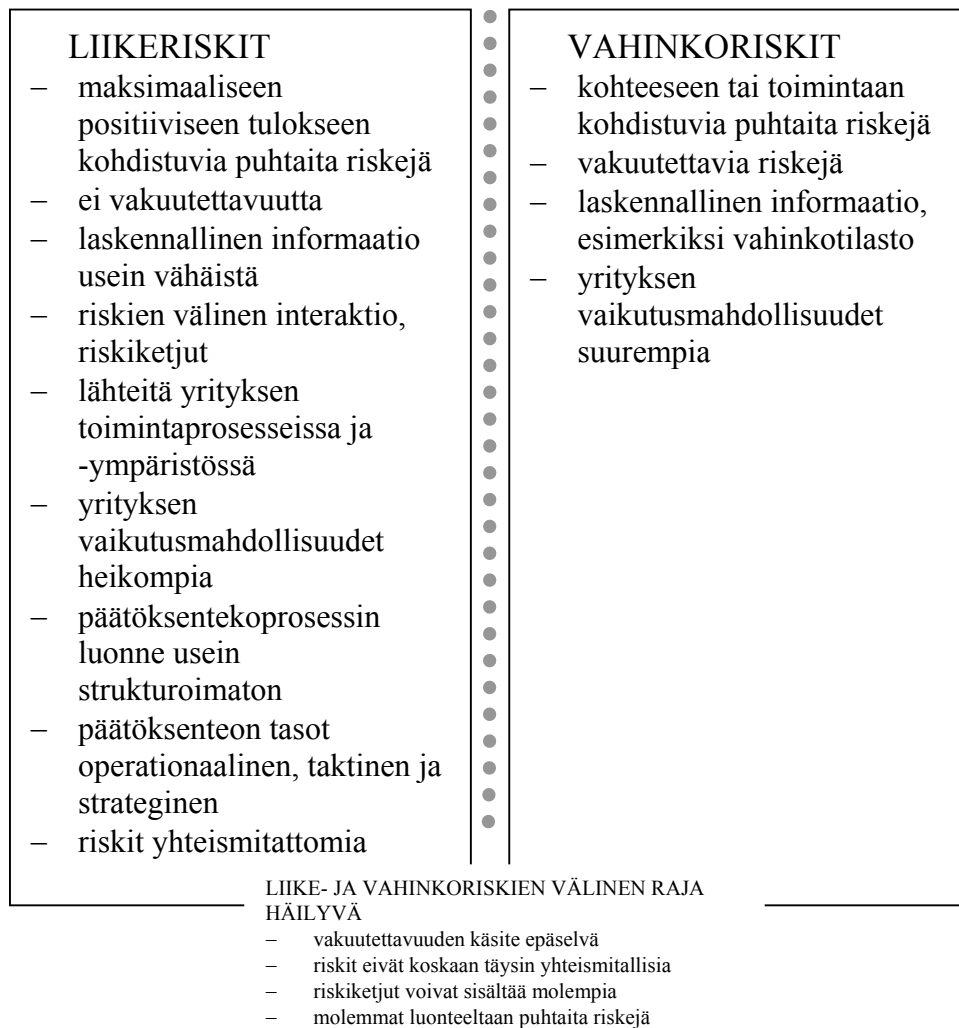 LIIKERISKIT
– maksimaaliseen
positiiviseen tulokseen
kohdistuvia puhtaita riskejä
– ei vakuutettavuutta
– laskennallinen informaatio
usein vähäistä
– riskien välinen interaktio,
riskiketjut
– lähteitä yrityksen
toimintaprosesseissa ja
-ympäristössä
– yrityksen
vaikutusmahdollisuudet
heikompia
– päätöksentekoprosessin
luonne usein
strukturoimaton
– päätöksenteon tasot
operationaalinen, taktinen ja
strateginen
– riskit yhteismitattomia
VAHINKORISKIT
– kohteeseen tai toimintaan
kohdistuvia puhtaita riskejä
– vakuutettavia riskejä
– laskennallinen informaatio,
esimerkiksi vahinkotilasto
– yrityksen
vaikutusmahdollisuudet
suurempia
LIIKE- JA VAHINKORISKIEN VÄLINEN RAJA
HÄILYVÄ
– vakuutettavuuden käsite epäselvä
– riskit eivät koskaan täysin yhteismitallisia
– riskiketjut voivat sisältää molempia
– molemmat luonteeltaan puhtaita riskejä